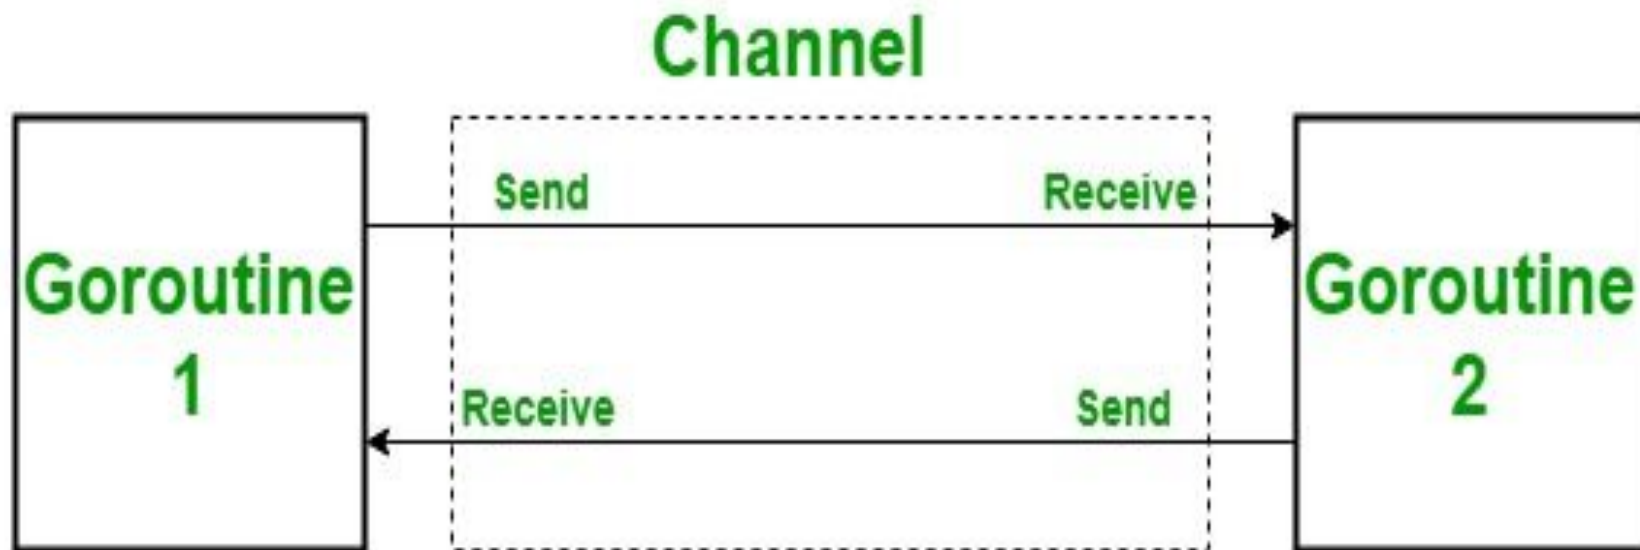 Channel
Send Receive
Goroutine
1
Goroutine
2
Receive Send